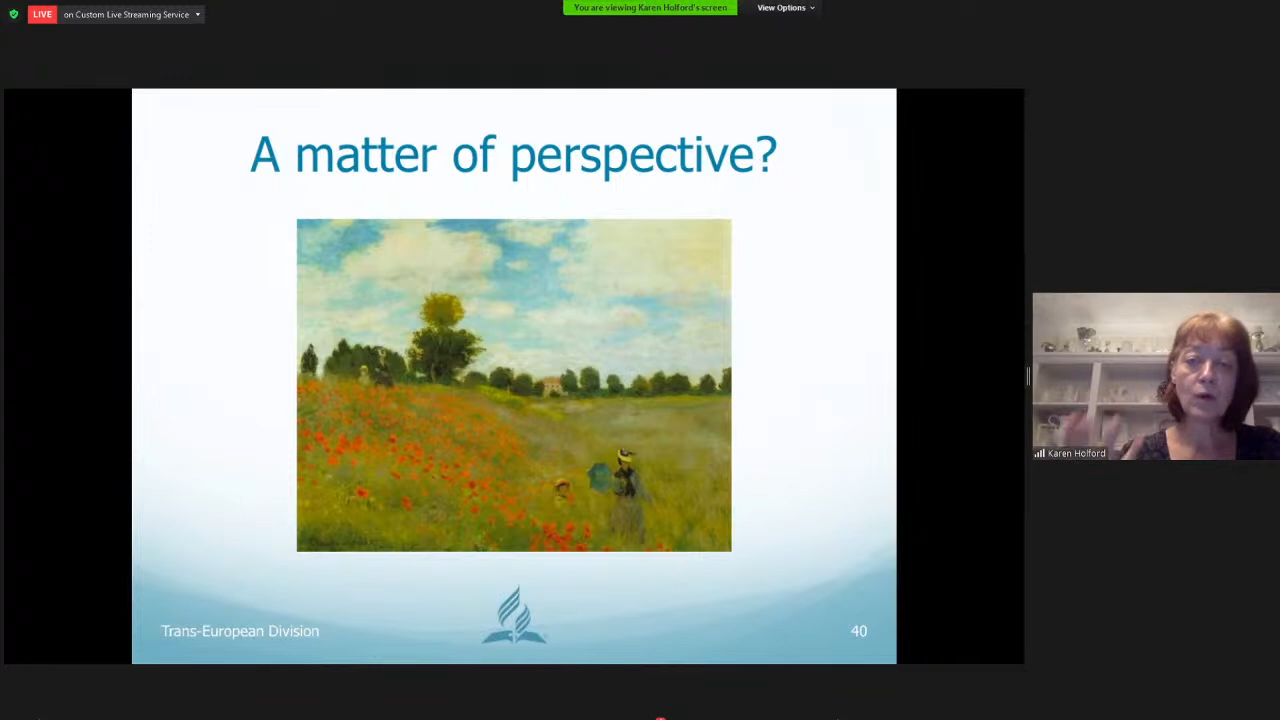 LIVE on Custom Live Streaming Service
You are viewing Karen Holford's screen
View Options
A matter of perspective?
Karen Holford
Trans-European Division
40